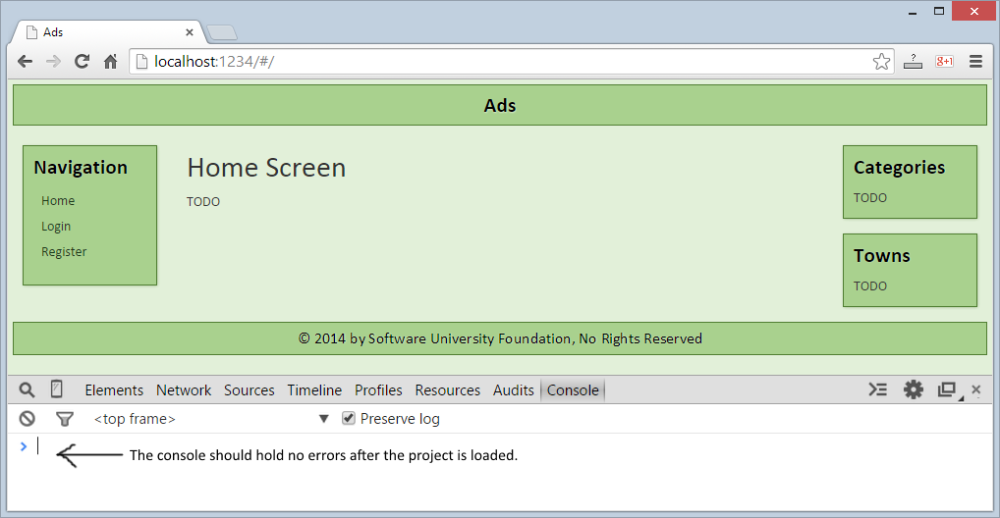 Ads
localhost:1234/#/
?
g+1
Ads
Navigation
Home
Login
Register
Home Screen
TODO
Categories
TODO
Towns
TODO
© 2014 by Software University Foundation, No Rights Reserved
Elements Network Sources Timeline Profiles Resources Audits Console
<top frame> Preserve log
The console should hold no errors after the project is loaded.